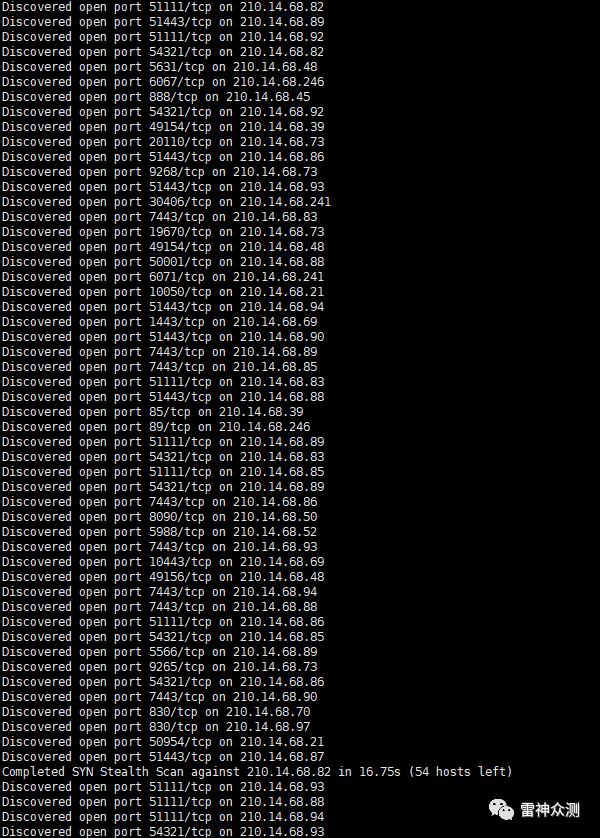 Discovered open port 51111/tcp on 210.14.68.82
Discovered open port 51443/tcp on 210.14.68.89
Discovered open port 51111/tcp on 210.14.68.92
Discovered open port 54321/tcp on 210.14.68.82
Discovered open port 5631/tcp on 210.14.68.48
Discovered open port 6067/tcp on 210.14.68.246
Discovered open port 888/tcp on 210.14.68.45
Discovered open port 54321/tcp on 210.14.68.92
Discovered open port 49154/tcp on 210.14.68.39
Discovered open port 20110/tcp on 210.14.68.73
Discovered open port 51443/tcp on 210.14.68.86
Discovered open port 9268/tcp on 210.14.68.73
Discovered open port 51443/tcp on 210.14.68.93
Discovered open port 30406/tcp on 210.14.68.241
Discovered open port 7443/tcp on 210.14.68.83
Discovered open port 19670/tcp on 210.14.68.73
Discovered open port 49154/tcp on 210.14.68.48
Discovered open port 50001/tcp on 210.14.68.88
Discovered open port 6071/tcp on 210.14.68.241
Discovered open port 10050/tcp on 210.14.68.21
Discovered open port 51443/tcp on 210.14.68.94
Discovered open port 1443/tcp on 210.14.68.69
Discovered open port 51443/tcp on 210.14.68.90
Discovered open port 7443/tcp on 210.14.68.89
Discovered open port 7443/tcp on 210.14.68.85
Discovered open port 51111/tcp on 210.14.68.83
Discovered open port 51443/tcp on 210.14.68.88
Discovered open port 85/tcp on 210.14.68.39
Discovered open port 89/tcp on 210.14.68.246
Discovered open port 51111/tcp on 210.14.68.89
Discovered open port 54321/tcp on 210.14.68.83
Discovered open port 51111/tcp on 210.14.68.85
Discovered open port 54321/tcp on 210.14.68.89
Discovered open port 7443/tcp on 210.14.68.86
Discovered open port 8090/tcp on 210.14.68.50
Discovered open port 5988/tcp on 210.14.68.52
Discovered open port 7443/tcp on 210.14.68.93
Discovered open port 10443/tcp on 210.14.68.69
Discovered open port 49156/tcp on 210.14.68.48
Discovered open port 7443/tcp on 210.14.68.94
Discovered open port 7443/tcp on 210.14.68.88
Discovered open port 51111/tcp on 210.14.68.86
Discovered open port 54321/tcp on 210.14.68.85
Discovered open port 5566/tcp on 210.14.68.89
Discovered open port 9265/tcp on 210.14.68.73
Discovered open port 54321/tcp on 210.14.68.86
Discovered open port 7443/tcp on 210.14.68.90
Discovered open port 830/tcp on 210.14.68.70
Discovered open port 830/tcp on 210.14.68.97
Discovered open port 50954/tcp on 210.14.68.21
Discovered open port 51443/tcp on 210.14.68.87
Completed SYN Stealth Scan against 210.14.68.82 in 16.75s (54 hosts left)
Discovered open port 51111/tcp on 210.14.68.93
Discovered open port 51111/tcp on 210.14.68.88
Discovered open port 51111/tcp on 210.14.68.94
Discovered open port 54321/tcp on 210.14.68.93
雷神众测